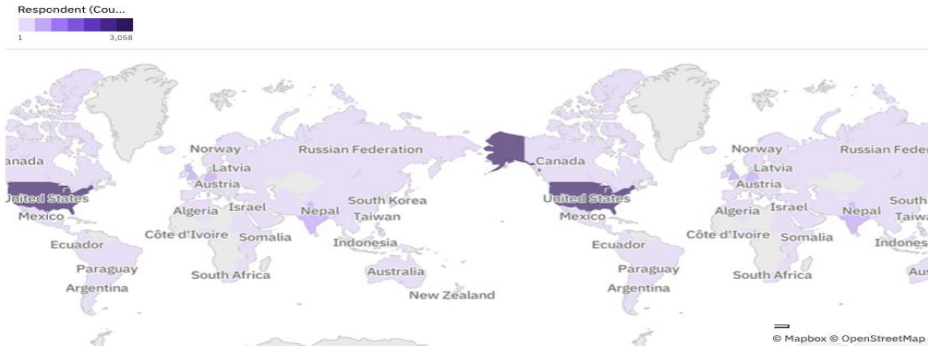 Respondent (Cou...
1 3,058
Norway Russian Federation
anada Latvia
Austria
United States South Korea
Mexico Algeria Israel Nepal Taiwan
Côte d'Ivoire Somalia Indonesia
Ecuador
Paraguay South Africa Australia
Argentina New Zealand
Norway Russian Feder
Canada Latvia
Austria
United States South
Mexico Algeria Israel Nepal Taiw
Côte d'Ivoire Somalia Indones
Ecuador
Paraguay South Africa Aus
Argentina
© Mapbox © OpenStreetMap